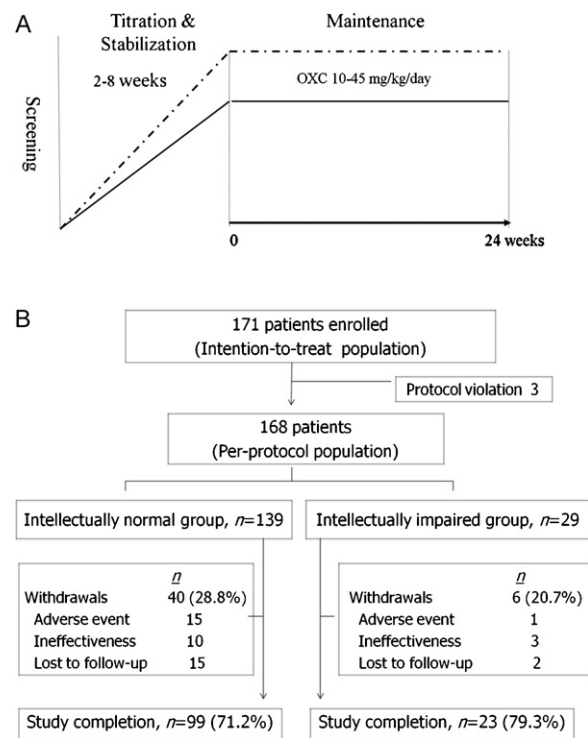 A
Titration &
Stabilization
2-8 weeks
Maintenance
OXC 10-45 mg/kg/day
Screening
0
24 weeks
B
171 patients enrolled
(Intention-to-treat population)
Protocol violation 3
168 patients
(Per-protocol population)
Intellectually normal group, n=139
Intellectually impaired group, n=29
n
Withdrawals 40 (28.8%)
Adverse event 15
Ineffectiveness 10
Lost to follow-up 15
n
Withdrawals 6 (20.7%)
Adverse event 1
Ineffectiveness 3
Lost to follow-up 2
Study completion, n=99 (71.2%)
Study completion, n=23 (79.3%)